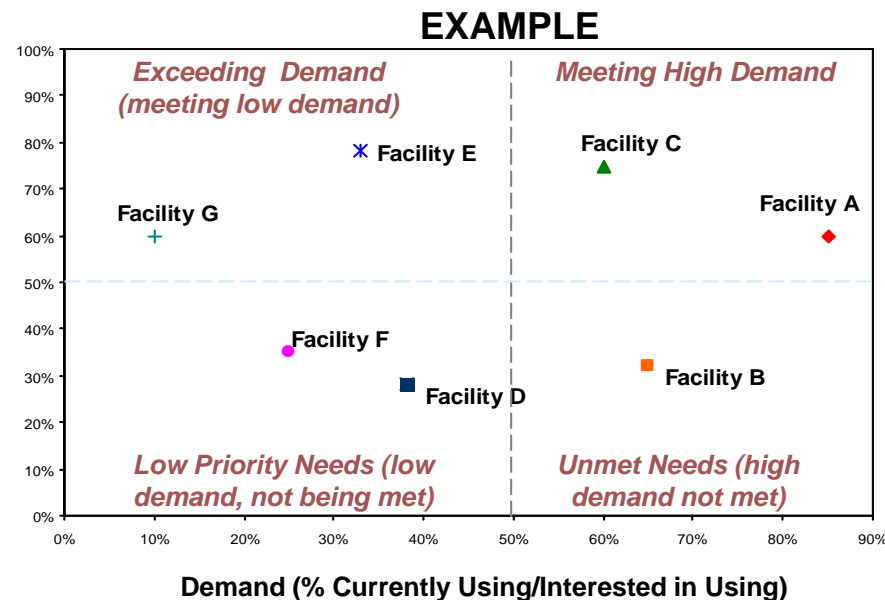 EXAMPLE
100%
90%
80%
70%
60%
50%
40%
30%
20%
10%
0%
Exceeding Demand
(meeting low demand)
Meeting High Demand
Facility E
Facility C
Facility G
Facility A
Facility F
Facility D
Facility B
Low Priority Needs (low
demand, not being met)
Unmet Needs (high
demand not met)
0% 10% 20% 30% 40% 50% 60% 70% 80% 90%
Demand (% Currently Using/Interested in Using)